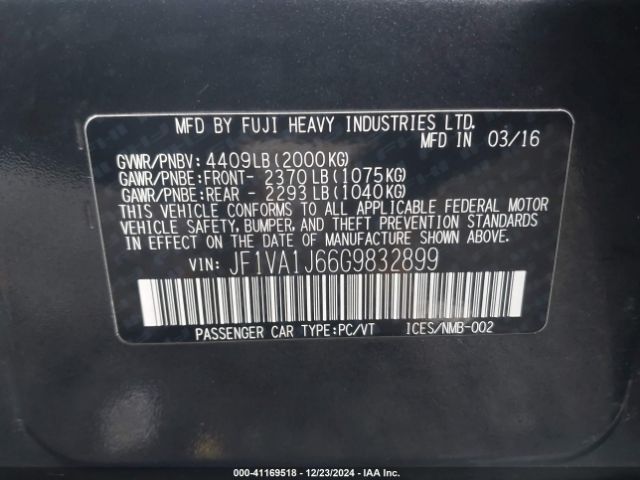 MFD BY FUJI HEAVY INDUSTRIES LTD.
MFD IN 03/16
GVWR/PNBV: 4409LB(2000KG)
GAWR/PNBE:FRONT- 2370LB(1075KG)
GAWR/PNBE:REAR - 2293LB(1040KG)
THIS VEHICLE CONFORMS TO ALL APPLICABLE FEDERAL MOTOR
VEHICLE SAFETY, BUMPER, AND THEFT PREVENTION STANDARDS
IN EFFECT ON THE DATE OF MANUFACTURE SHOWN ABOVE.
VIN: JF1VA1J66G9832899
PASSENGER CAR TYPE:PC/VT ICES/NMB-002
000-41169518 - 12/23/2024 - IAA Inc.